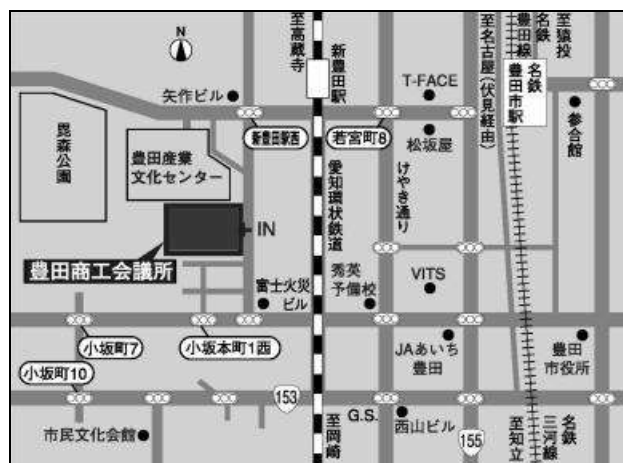 N
至高蔵寺
新豊田駅
至名古屋(伏見経由)
名鉄
豊田線
至猿投
名鉄
豊田市駅
矢作ビル
T-FACE
毘森公園
豊田産業
文化センター
新豊田駅西
若宮町8
松坂屋
参合館
愛知環状鉄道
けやき通り
IN
豊田商工会議所
富士火災
ビル
秀英
予備校
VITS
小坂町7
小坂本町1西
JAあいち
豊田
豊田
市役所
小坂町10
153
至岡崎
G.S.
西山ビル
155
至知立
名鉄
三河線
市民文化会館